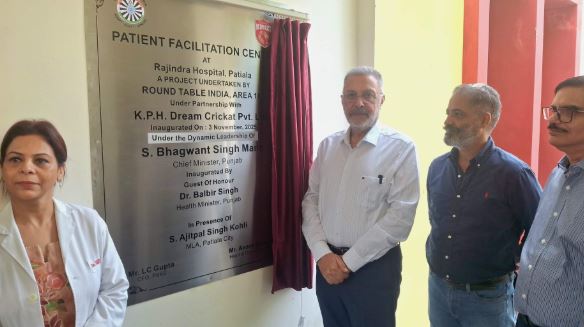 PATIENT FACILITATION CEN
AT
Rajindra Hospital, Patiala
A PROJECT UNDERTAKEN BY
ROUND TABLE INDIA, AREA 1
Under Partnership With
K.P.H. Dream Cricket Pvt. L
Inaugurated On : 3 November, 202
Under the Dynamic Leadership Of
S. Bhagwant Singh Mann
Chief Minister, Punjab
Inaugurated By
Guest Of Honour
Dr. Balbir Singh
Health Minister, Punjab
In Presence Of
S. Ajitpal Singh Kohli
MLA, Patiala City
Mr. LC Gupta
Mr.